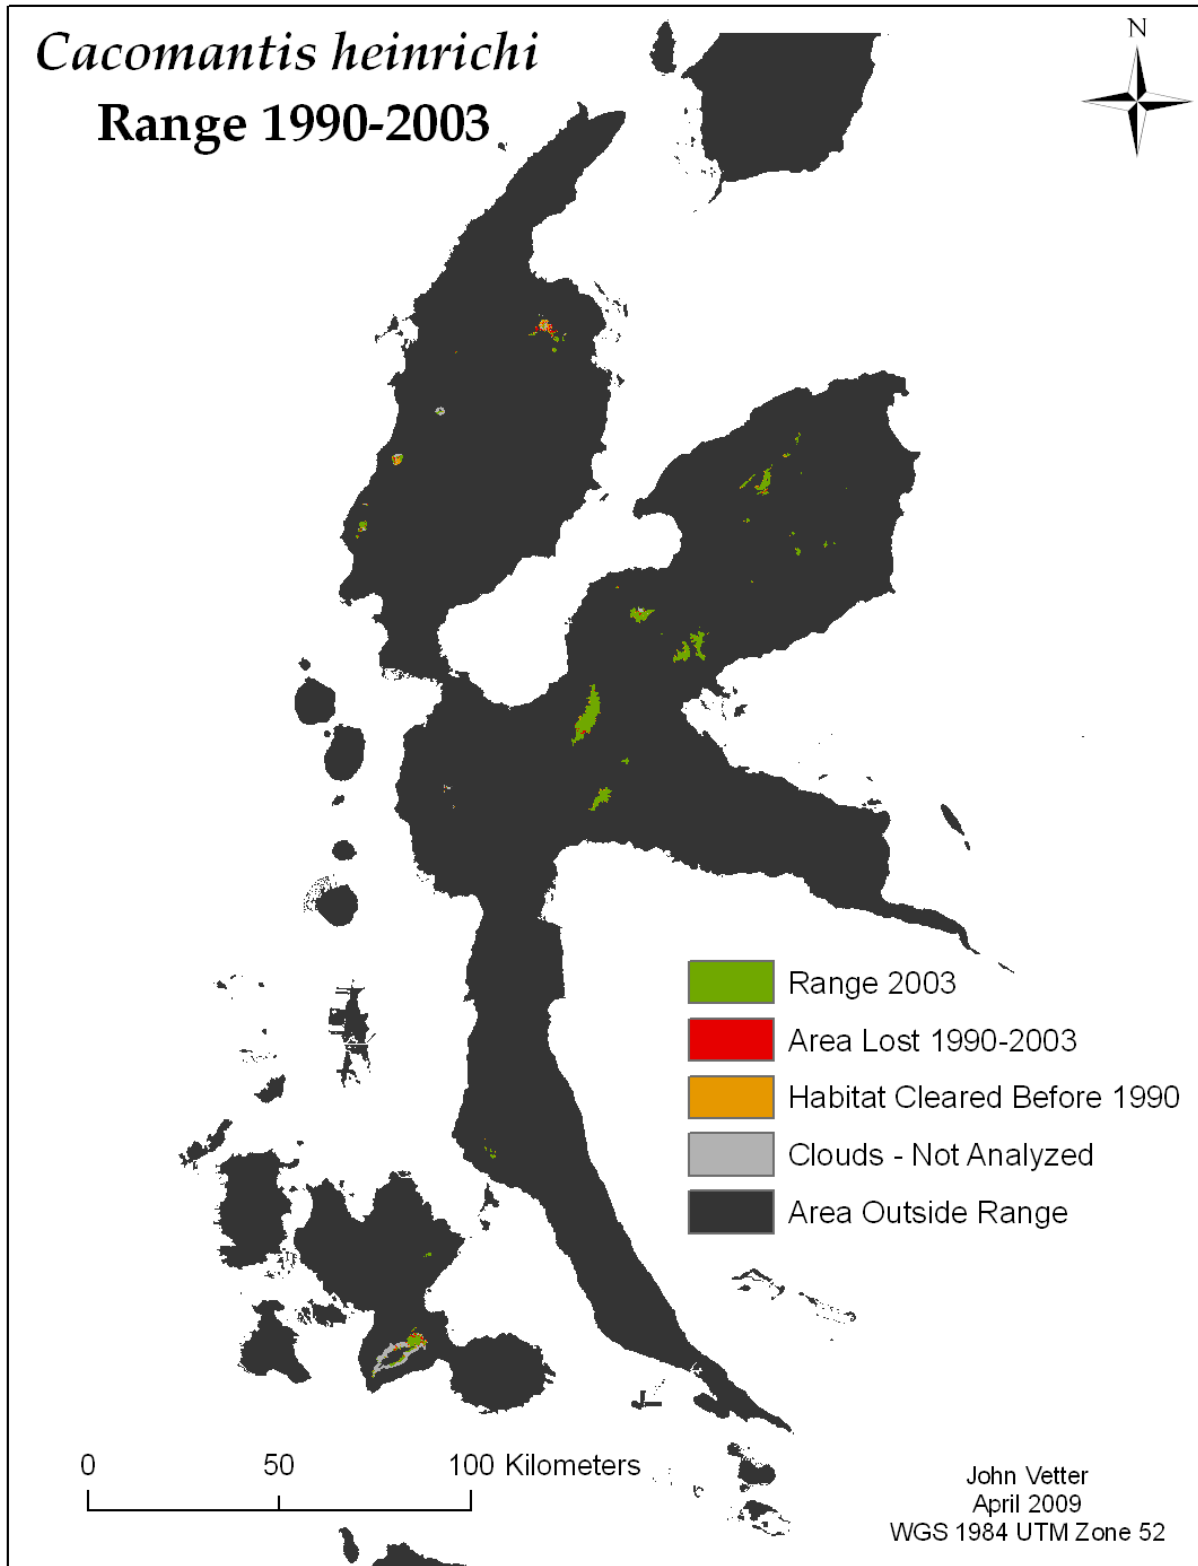 Cacomantis heinrichi
Range 1990-2003
N
Range 2003
Area Lost 1990-2003
Habitat Cleared Before 1990
Clouds - Not Analyzed
Area Outside Range
0 50 100 Kilometers
John Vetter
April 2009
WGS 1984 UTM Zone 52